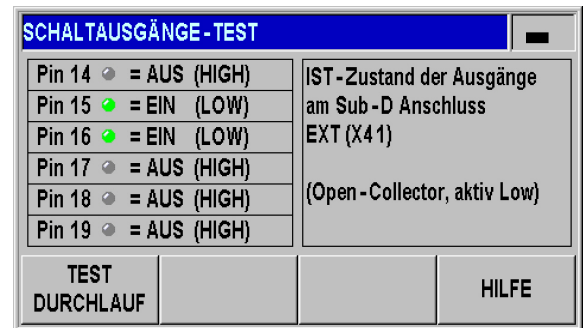 SCHALTAUSGÄNGE-TEST
Pin 14 = AUS (HIGH)
Pin 15 = EIN (LOW)
Pin 16 = EIN (LOW)
Pin 17 = AUS (HIGH)
Pin 18 = AUS (HIGH)
Pin 19 = AUS (HIGH)
IST-Zustand der Ausgänge
am Sub-D Anschluss
EXT (X41)
(Open-Collector, aktiv Low)
TEST
DURCHLAUF
HILFE